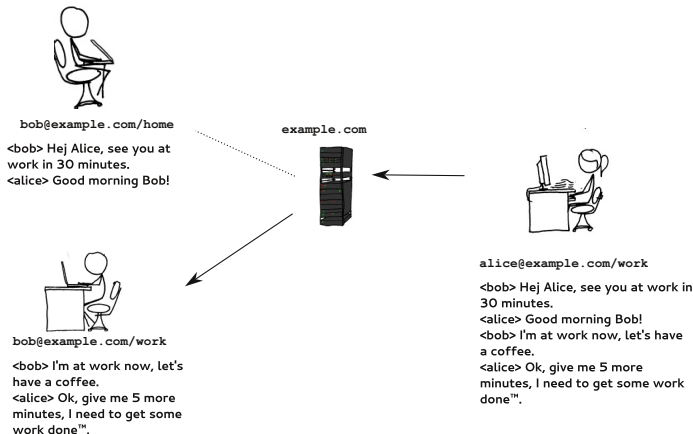 bob@example.com/home
<bob> Hej Alice, see you at
work in 30 minutes.
<alice> Good morning Bob!
example.com
bob@example.com/work
<bob> I'm at work now, let's
have a coffee.
<alice> Ok, give me 5 more
minutes, I need to get some
work done™.
alice@example.com/work
<bob> Hej Alice, see you at work in
30 minutes.
<alice> Good morning Bob!
<bob> I'm at work now, let's have
a coffee.
<alice> Ok, give me 5 more
minutes, I need to get some work
done™.